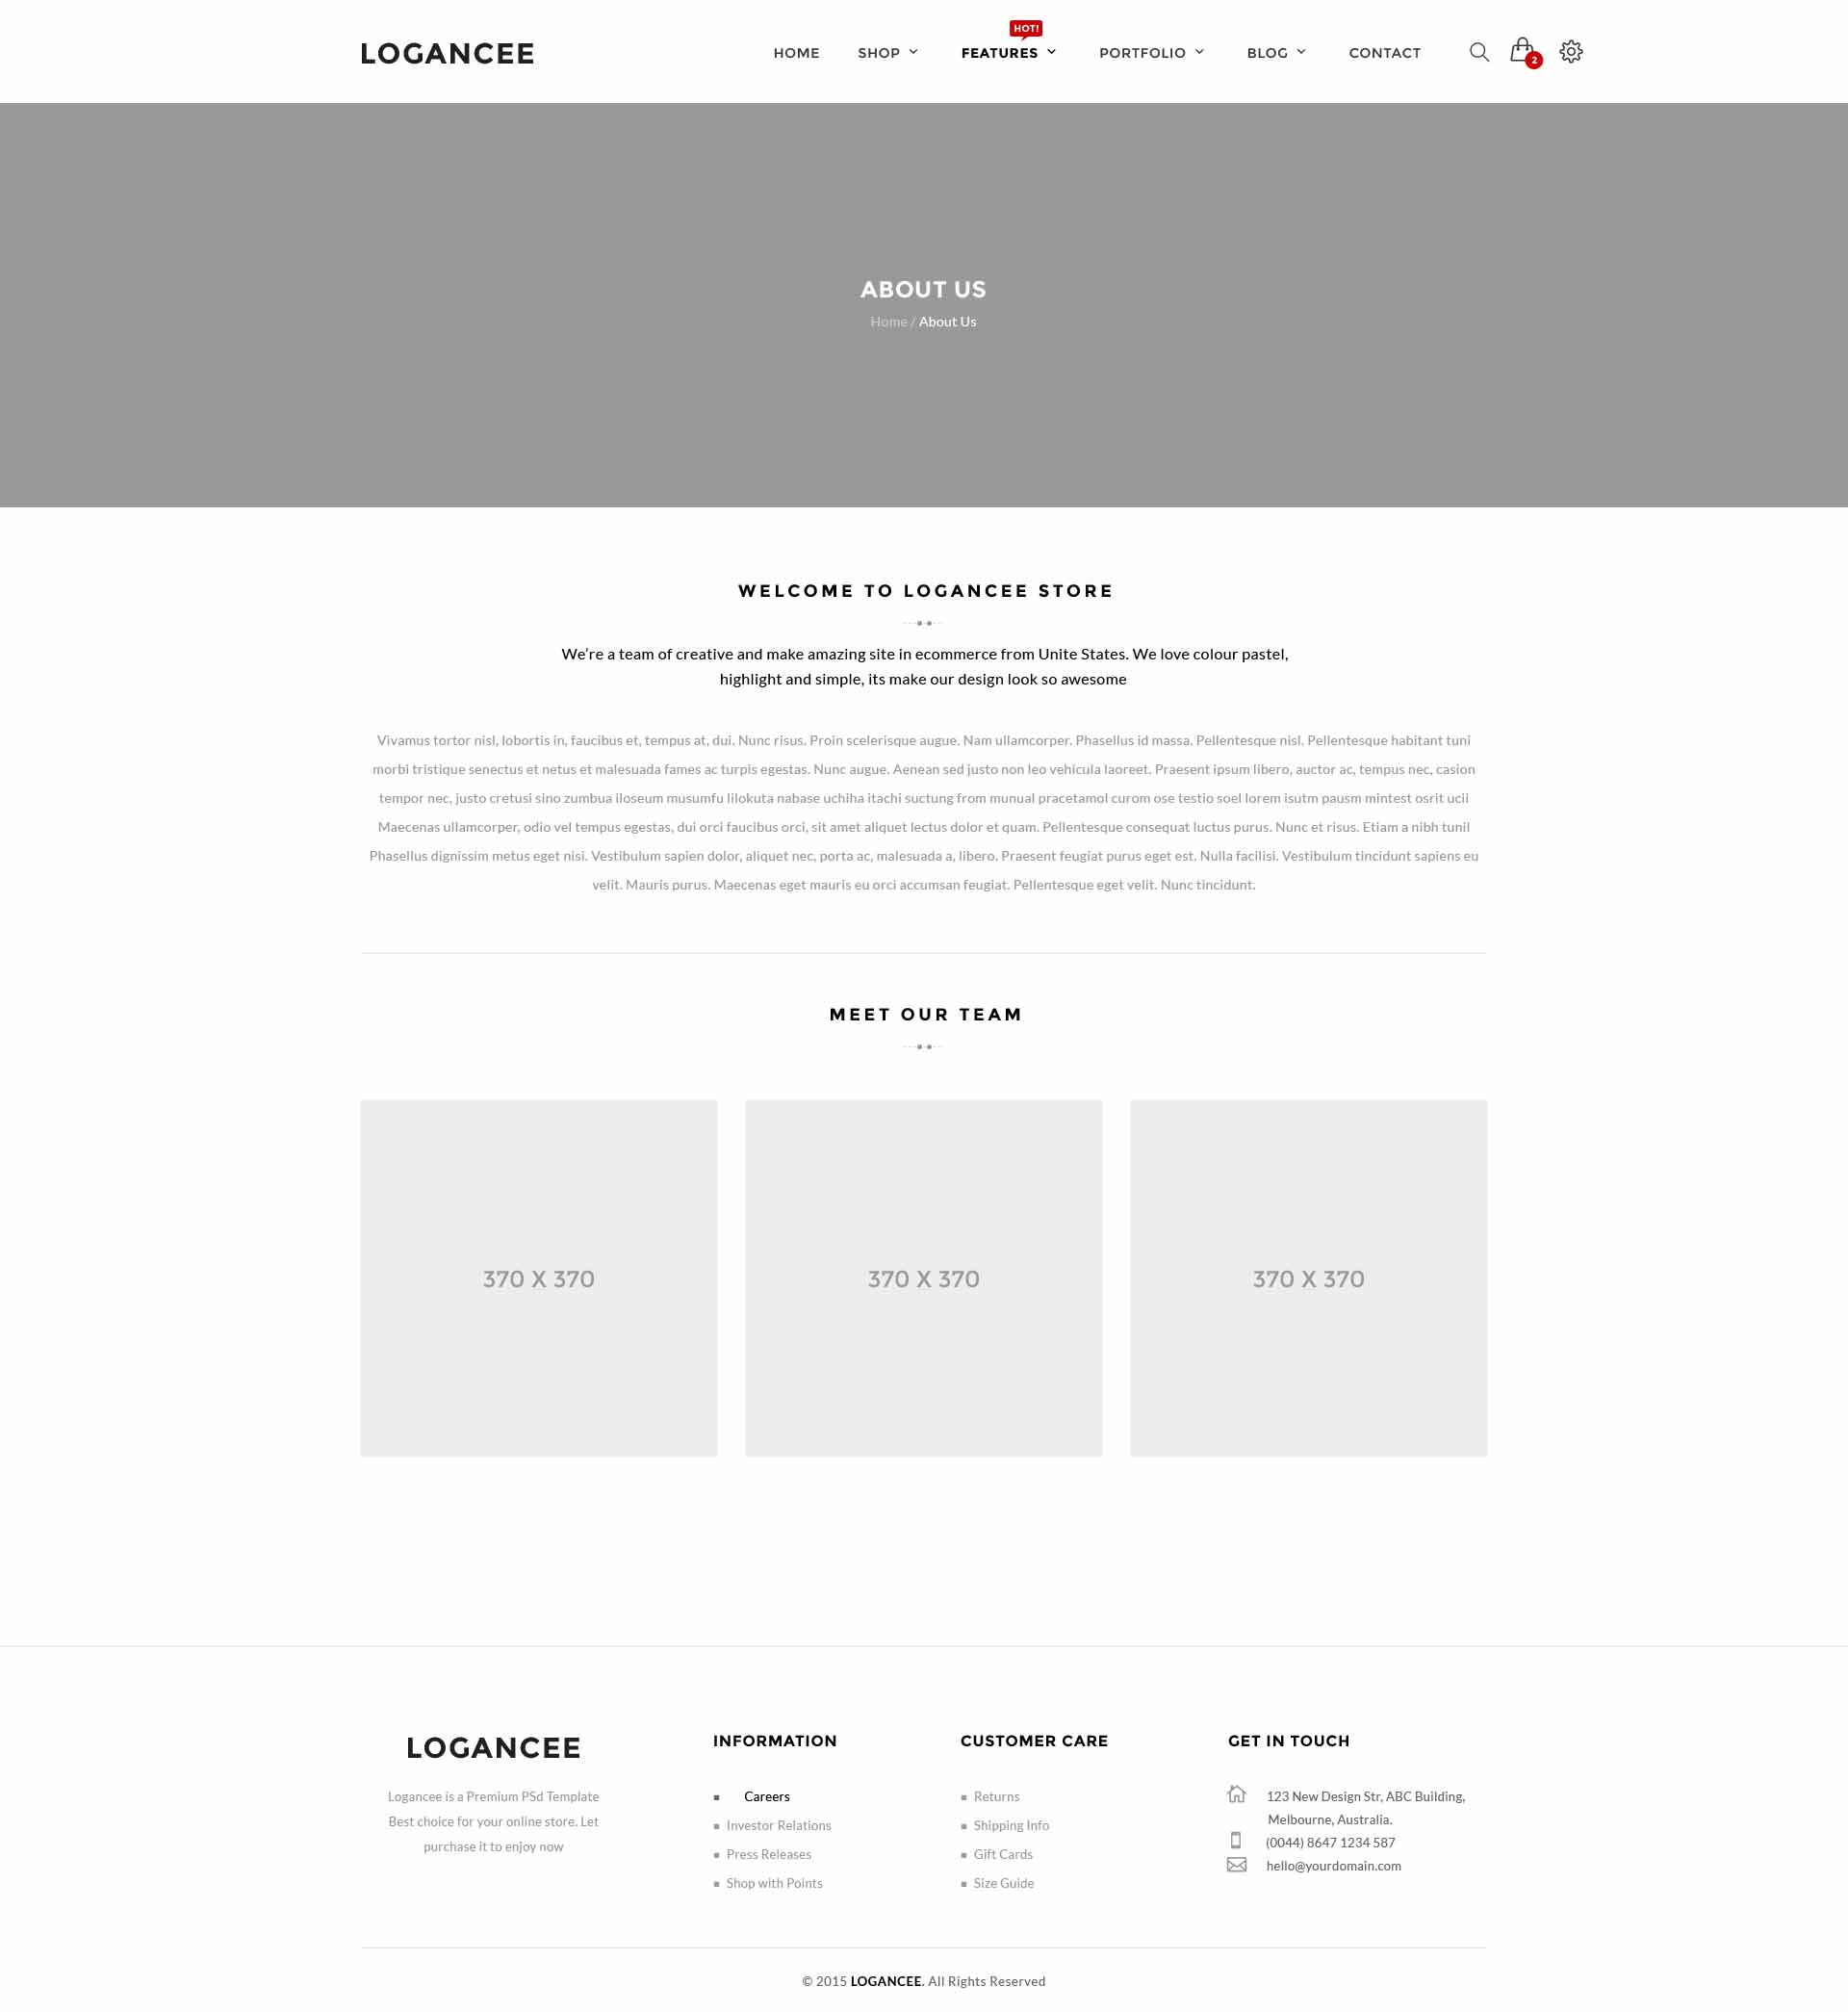 LOGANCEE
HOT!
HOME SHOP FEATURES PORTFOLIO BLOG CONTACT
2
ABOUT US
Home / About Us
WELCOME TO LOGANCEE STORE
We’re a team of creative and make amazing site in ecommerce from Unite States. We love colour pastel,
highlight and simple, its make our design look so awesome
Vivamus tortor nisl, lobortis in, faucibus et, tempus at, dui. Nunc risus. Proin scelerisque augue. Nam ullamcorper. Phasellus id massa. Pellentesque nisl. Pellentesque habitant tuni
morbi tristique senectus et netus et malesuada fames ac turpis egestas. Nunc augue. Aenean sed justo non leo vehicula laoreet. Praesent ipsum libero, auctor ac, tempus nec, casion
tempor nec, justo cretusi sino zumbua iloseum musumfu lilokuta nabase uchiha itachi suctung from munual pracetamol curom ose testio soel lorem isutm pausm mintest osrit ucii
Maecenas ullamcorper, odio vel tempus egestas, dui orci faucibus orci, sit amet aliquet lectus dolor et quam. Pellentesque consequat luctus purus. Nunc et risus. Etiam a nibh tunil
Phasellus dignissim metus eget nisi. Vestibulum sapien dolor, aliquet nec, porta ac, malesuada a, libero. Praesent feugiat purus eget est. Nulla facilisi. Vestibulum tincidunt sapiens eu
velit. Mauris purus. Maecenas eget mauris eu orci accumsan feugiat. Pellentesque eget velit. Nunc tincidunt.
MEET OUR TEAM
370 X 370
370 X 370
370 X 370
LOGANCEE
Logancee is a Premium PSd Template
Best choice for your online store. Let
purchase it to enjoy now
INFORMATION
Careers
Investor Relations
Press Releases
Shop with Points
CUSTOMER CARE
Returns
Shipping Info
Gift Cards
Size Guide
GET IN TOUCH
123 New Design Str, ABC Building,
Melbourne, Australia.
(0044) 8647 1234 587
hello@yourdomain.com
© 2015 LOGANCEE. All Rights Reserved